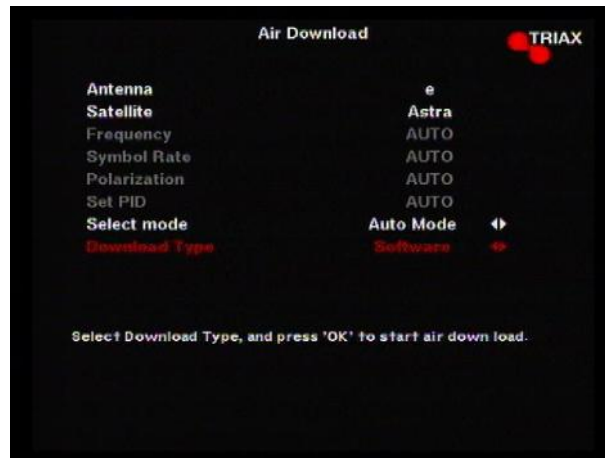 Air Download
TRIAX
Antenna e
Satellite Astra
Frequency AUTO
Symbol Rate AUTO
Polarization AUTO
Set PID AUTO
Select mode Auto Mode
Download Type Software
Select Download Type, and press 'OK' to start air down load.